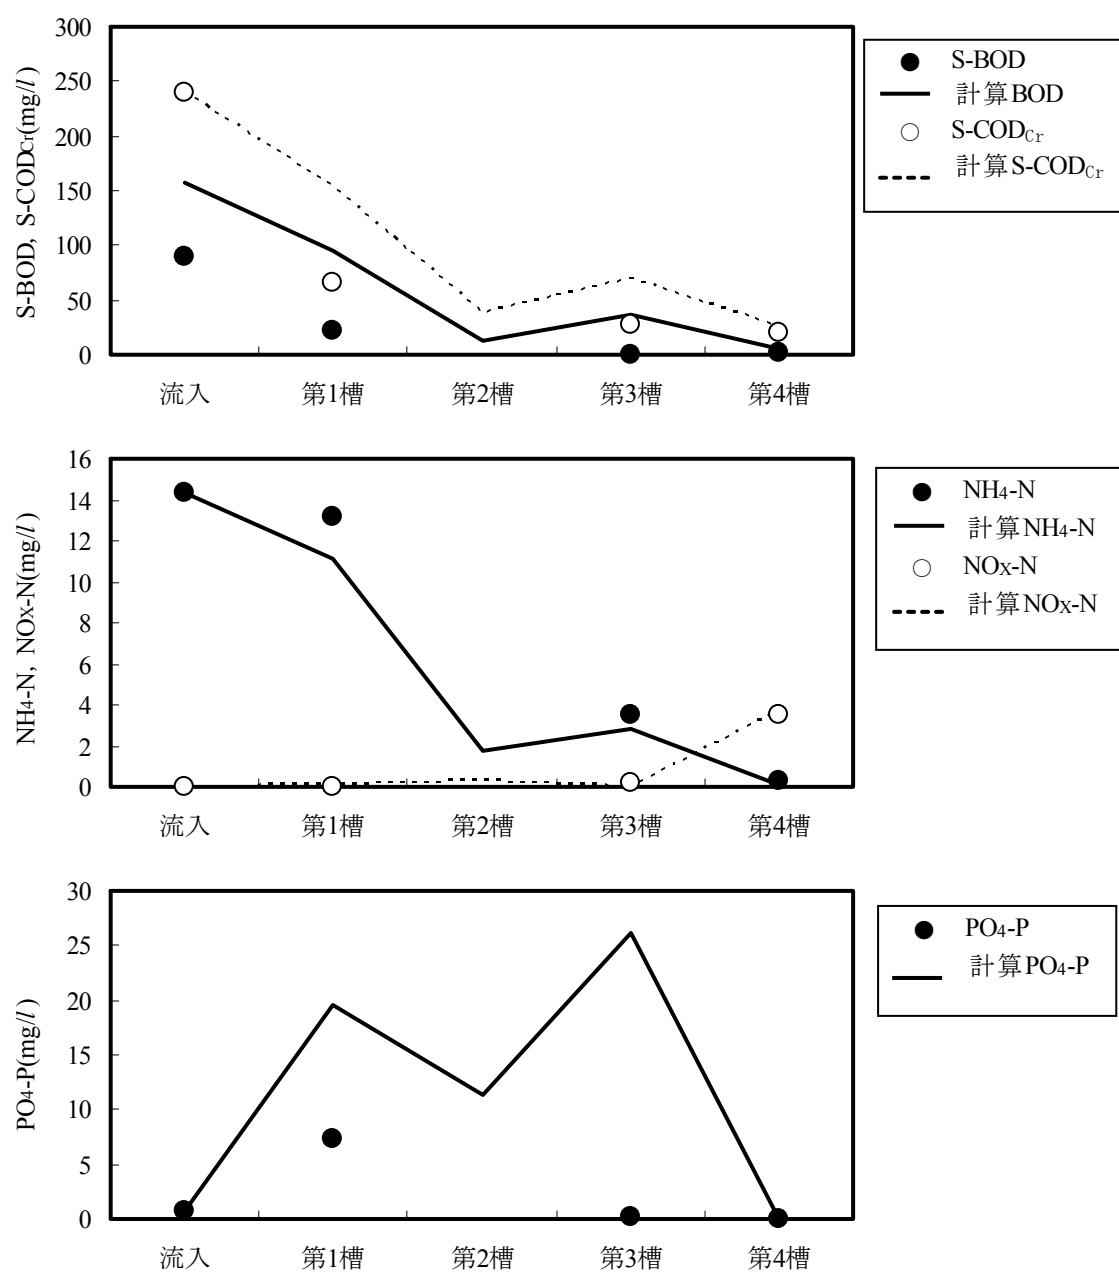 S-BOD, S-CODCr(mg/l)
300
250
200
150
100
50
0
流入 第1槽 第2槽 第3槽 第4槽
S-BOD
計算BOD
S-CODCr
計算S-CODCr
NH4-N, NOX-N(mg/l)
16
14
12
10
8
6
4
2
0
流入 第1槽 第2槽 第3槽 第4槽
NH4-N
計算NH4-N
NOX-N
計算NOX-N
PO4-P(mg/l)
30
25
20
15
10
5
0
流入 第1槽 第2槽 第3槽 第4槽
PO4-P
計算PO4-P